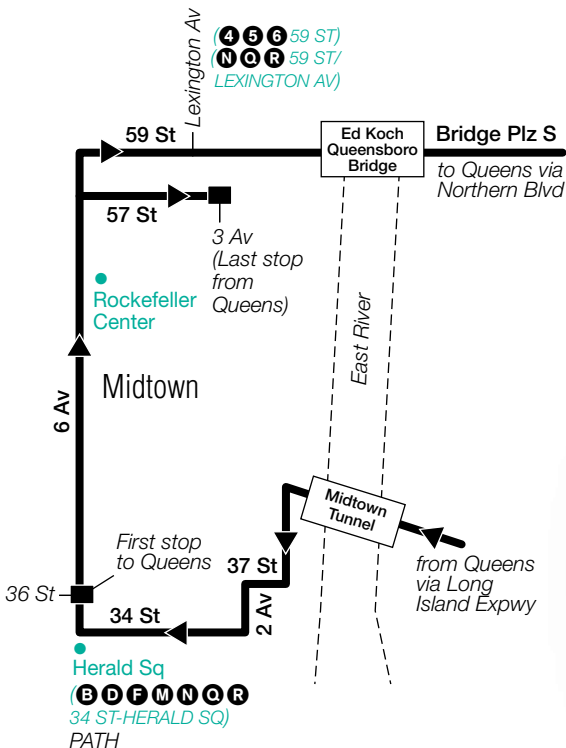 Lexington Av
(4 5 6 59 ST)
(N Q R 59 ST/
LEXINGTON AV)
59 St
Ed Koch
Queensboro
Bridge
Bridge Plz S
to Queens via
Northern Blvd
57 St
3 Av
(Last stop
from
Queens)
Rockefeller
Center
East River
Midtown
6 Av
Midtown
Tunnel
from Queens
via Long
Island Expwy
First stop
to Queens
37 St
36 St
34 St
2 Av
Herald Sq
(B D F M N Q R
34 ST-HERALD SQ)
PATH